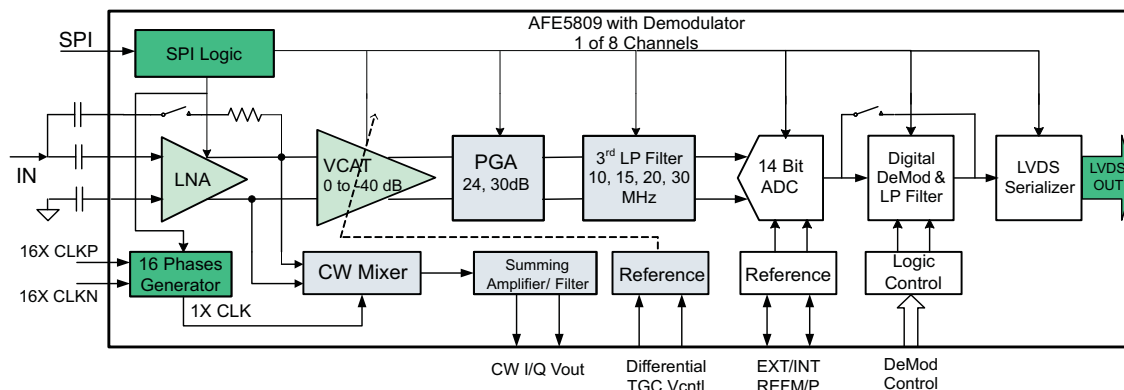 AFE5809 with Demodulator
1 of 8 Channels
SPI
SPI Logic
IN
LNA
VCAT
0 to -40 dB
PGA
24, 30dB
3rd LP Filter
10, 15, 20, 30
MHz
14 Bit
ADC
Digital
DeMod &
LP Filter
LVDS
Serializer
LVDS
OUT
16X CLKP
16X CLKN
16 Phases
Generator
1X CLK
CW Mixer
Summing
Amplifier/ Filter
Reference
Reference
Logic
Control
CW I/Q Vout
Differential
TGC Vcntl
EXT/INT
REFM/P
DeMod
Control